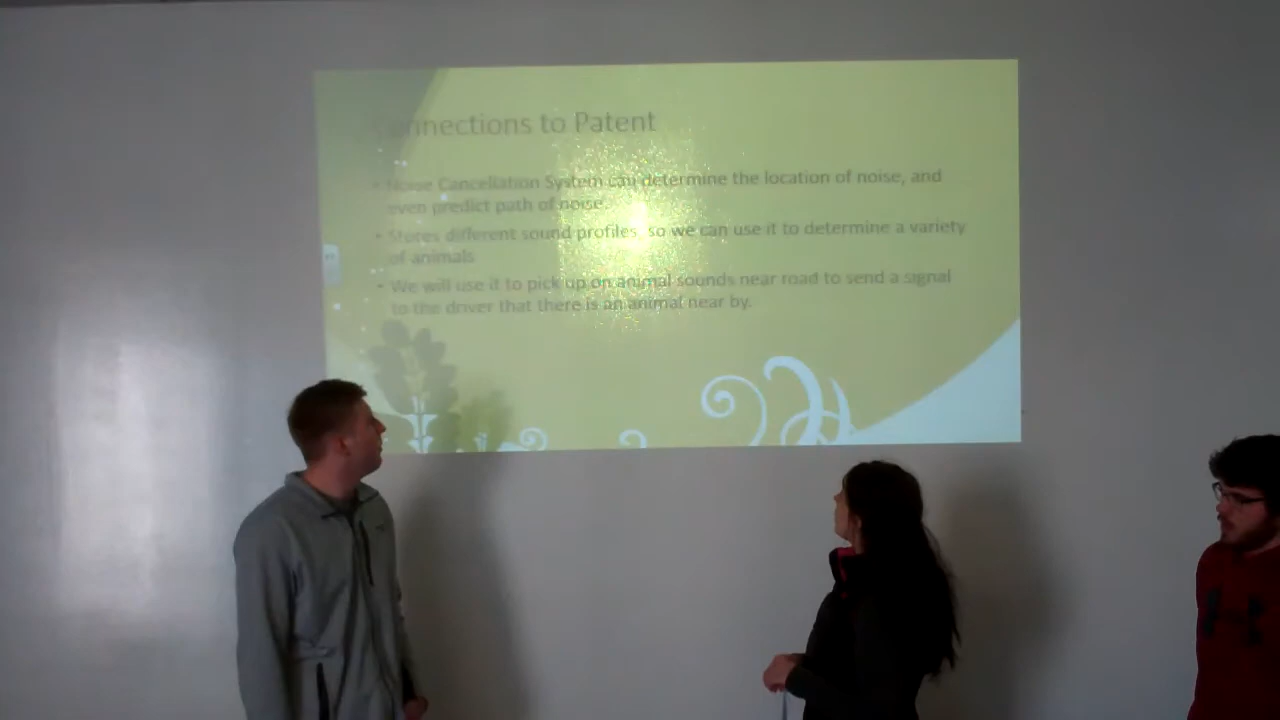 Connections to Patent
• Noise Cancellation System can determine the location of noise, and
even predict path of noise.
• Stores different sound profiles, so we can use it to determine a variety
of animals
• We will use it to pick up on animal sounds near road to send a signal
to the driver that there is an animal near by.